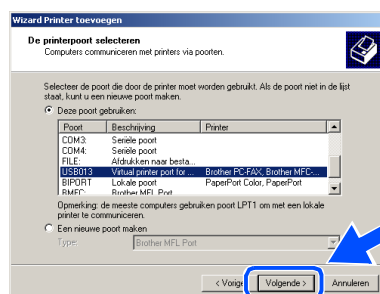 Wizard Printer toevoegen
De printerpoort selecteren
Computers communiceren met printers via poorten.
Selecteer de poort die door de printer moet worden gebruikt. Als de poort niet in de lijst
staat, kunt u een nieuwe poort maken.
Deze poort gebruiken:
Poort Beschrijving Printer
COM3: Seriële poort
COM4: Seriële poort
FILE: Afdrukken naar besta...
USB013 Virtual printer port for ... Brother PC-FAX, Brother MFC-...
BIPORT Lokale poort PaperPort Color, PaperPort
BMFC: Brother MFL Port
Opmerking: de meeste computers gebruiken poort LPT1 om met een lokale
printer te communiceren.
Een nieuwe poort maken
Type: Brother MFL Port
< Vorige Volgende > Annuleren